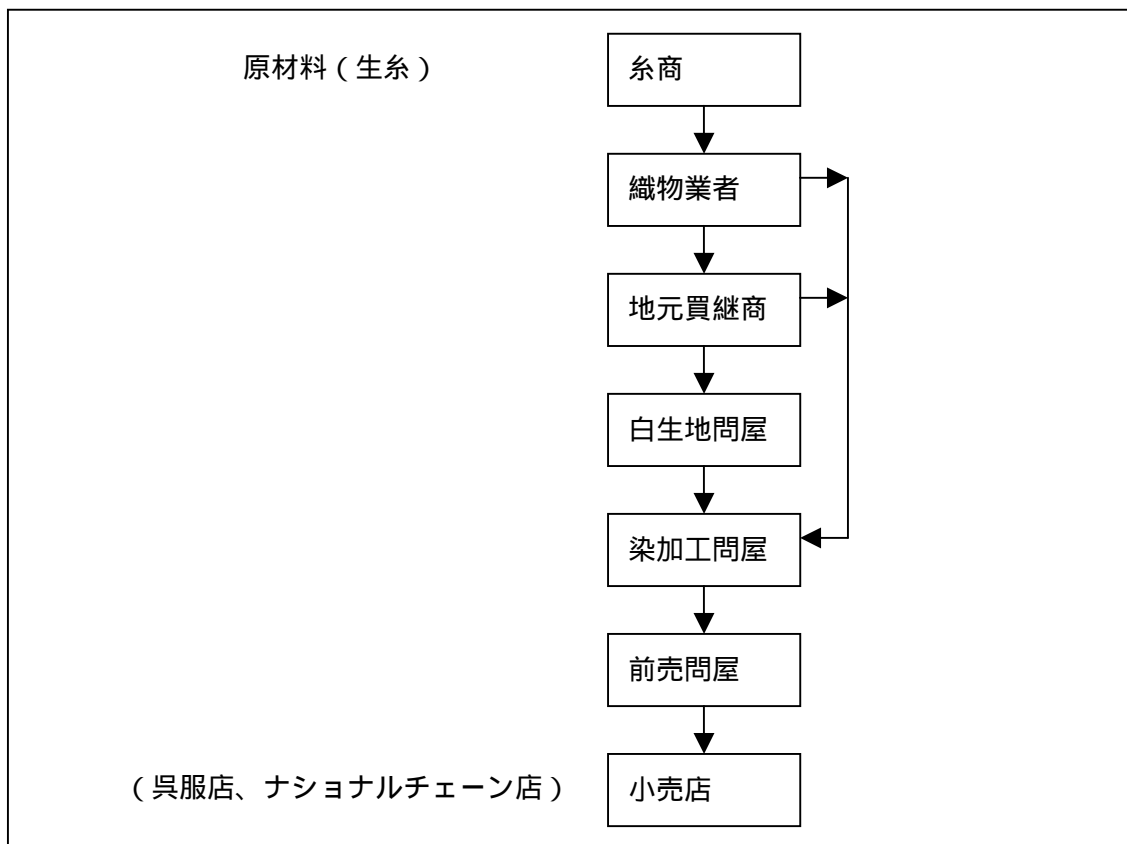 原材料（生糸）
糸商
織物業者
地元買継商
白生地問屋
染加工問屋
前売問屋
（呉服店、ナショナルチェーン店）
小売店